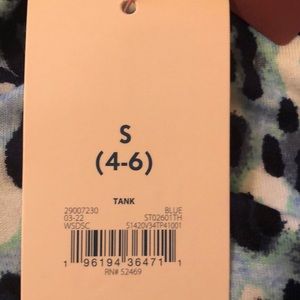 S
(4-6)
TANK
29007230 BLUE
03-22 ST02601TH
WSDSC S1420V34TP41001
1 96194 36471 1
RN# 52469